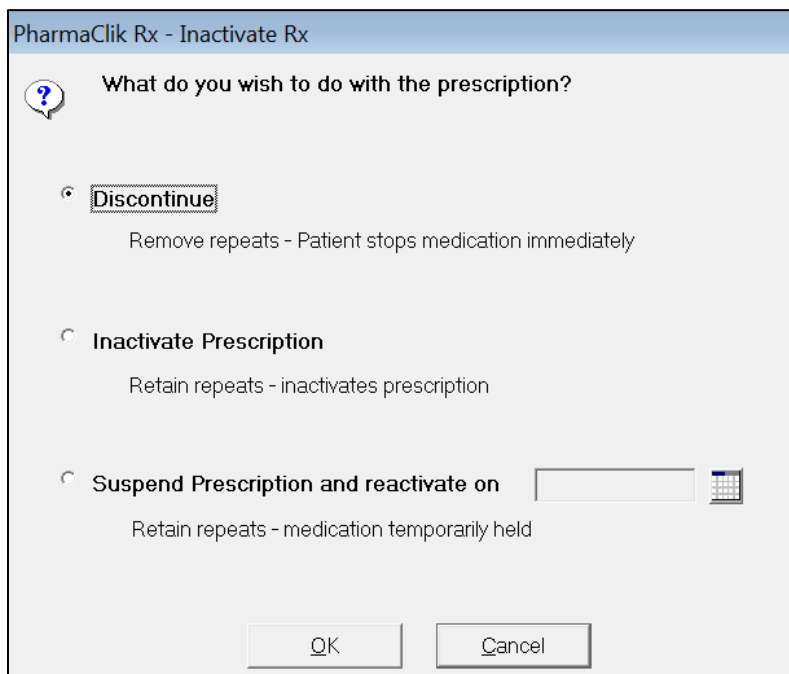 PharmaClik Rx - Inactivate Rx
What do you wish to do with the prescription?
Discontinue
Remove repeats - Patient stops medication immediately
Inactivate Prescription
Retain repeats - inactivates prescription
Suspend Prescription and reactivate on
Retain repeats - medication temporarily held
OK Cancel